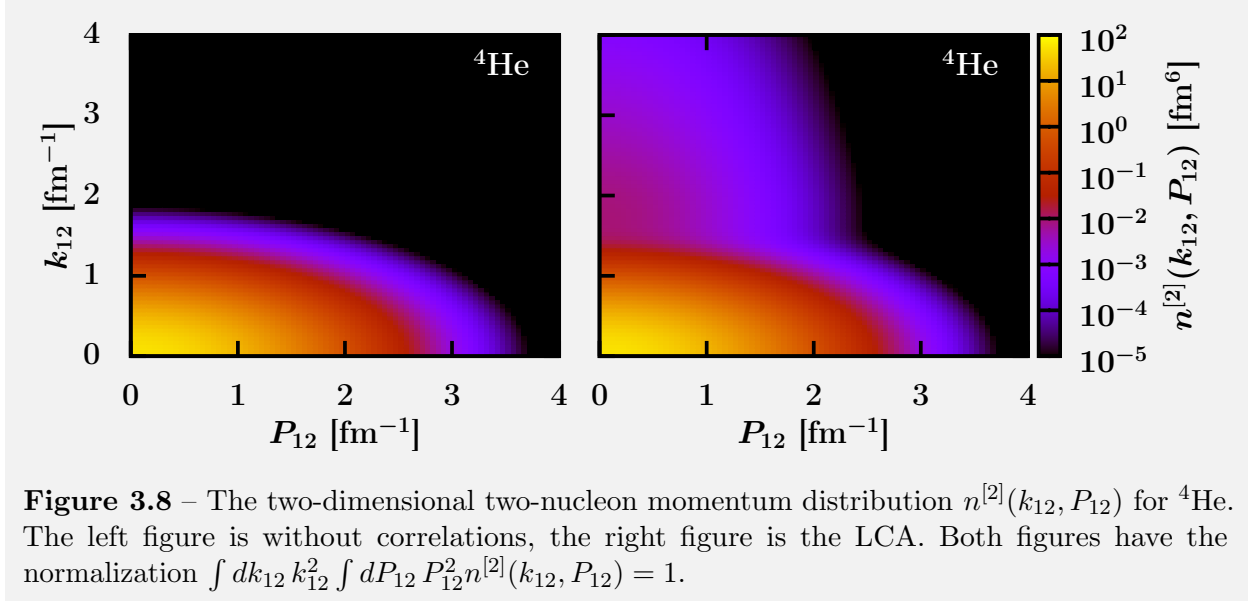 4
3
2
1
0
k₁₂ [fm⁻¹]
⁴He
0 1 2 3 4
P₁₂ [fm⁻¹]
⁴He
0 1 2 3 4
P₁₂ [fm⁻¹]
10²
10¹
10⁰
10⁻¹
10⁻²
10⁻³
10⁻⁴
10⁻⁵
n[2](k₁₂, P₁₂) [fm⁶]
Figure 3.8 – The two-dimensional two-nucleon momentum distribution n[2](k₁₂, P₁₂) for ⁴He.
The left figure is without correlations, the right figure is the LCA. Both figures have the
normalization ∫ dk₁₂ k₁₂² ∫ dP₁₂ P₁₂² n[2](k₁₂, P₁₂) = 1.